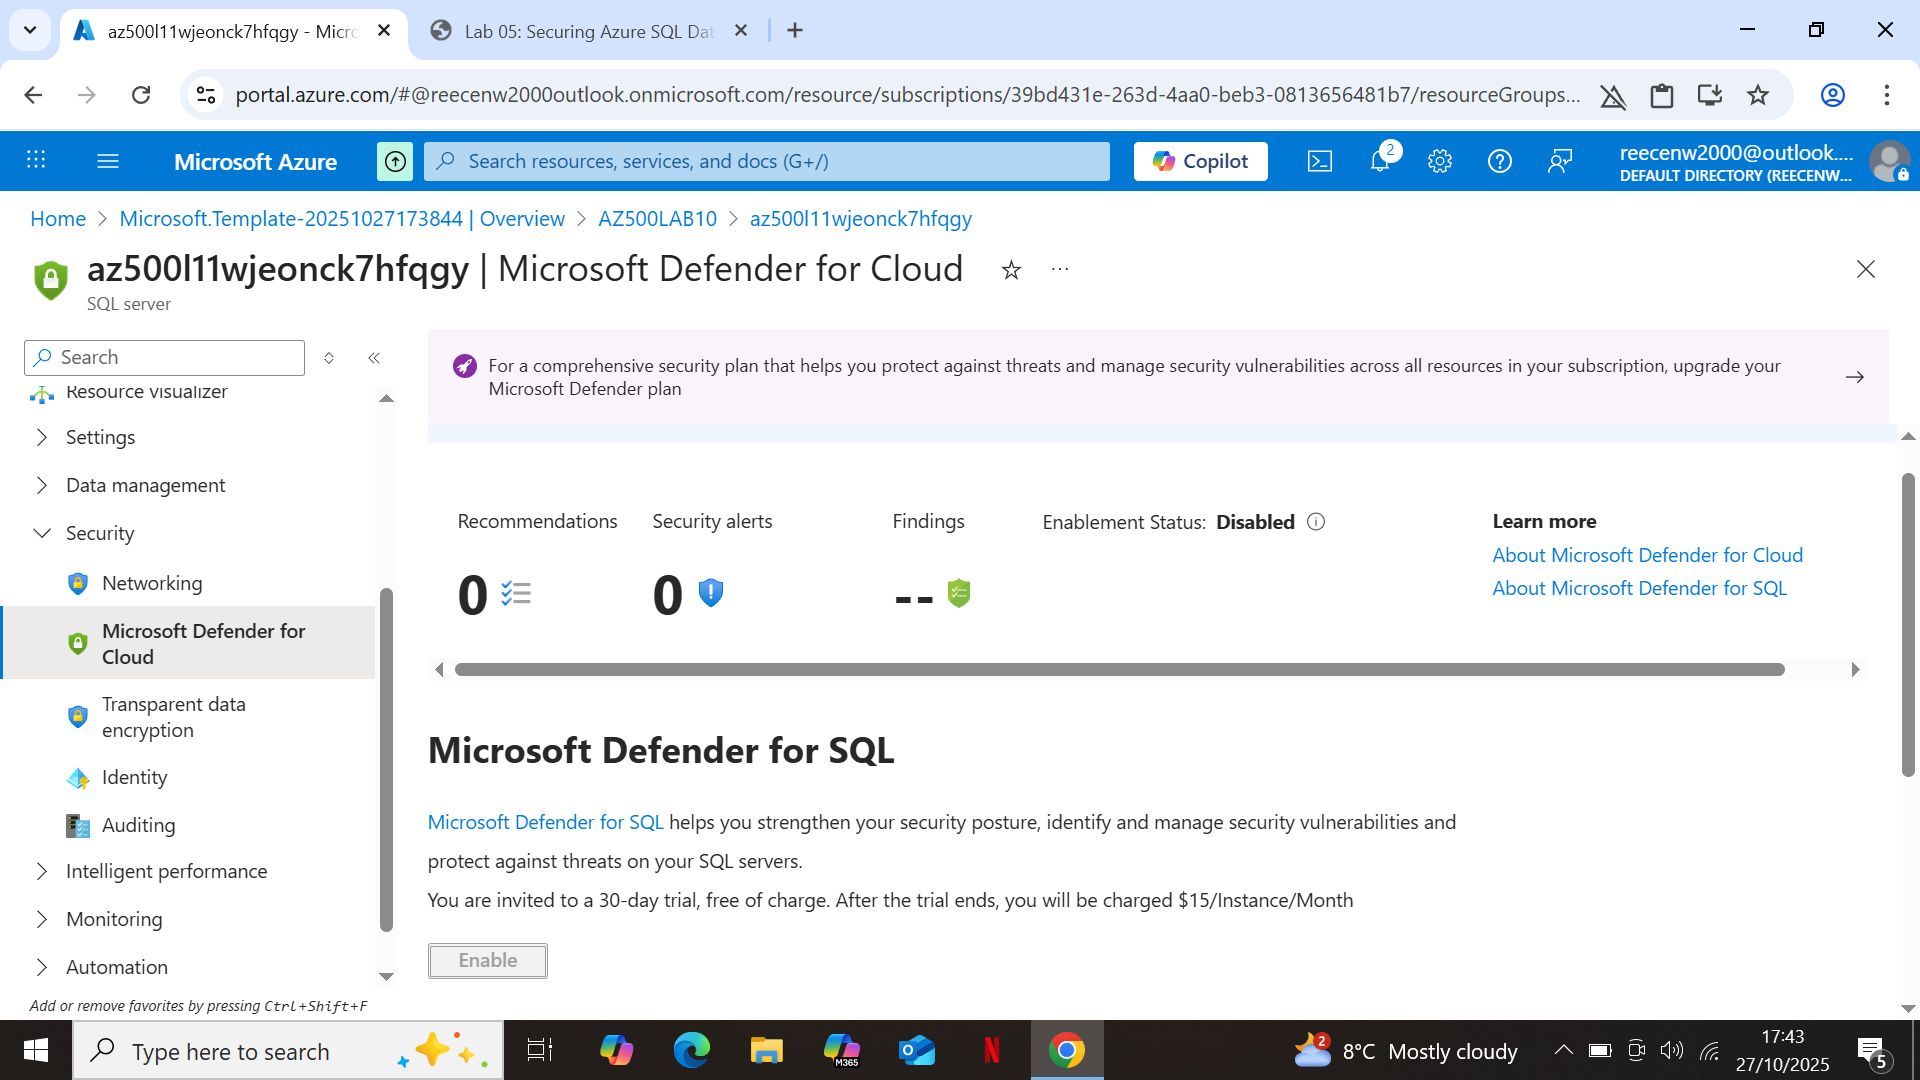 az500l11wjeonck7hfqgy - Micro
Lab 05: Securing Azure SQL Dat
portal.azure.com/#@reecenw2000outlook.onmicrosoft.com/resource/subscriptions/39bd431e-263d-4aa0-beb3-0813656481b7/resourceGroups...
Microsoft Azure
Search resources, services, and docs (G+/)
Copilot
2
reecenw2000@outlook....
DEFAULT DIRECTORY (REECENW...
Home > Microsoft.Template-20251027173844 | Overview > AZ500LAB10 > az500l11wjeonck7hfqgy
az500l11wjeonck7hfqgy | Microsoft Defender for Cloud
SQL server
Search
Resource visualizer
Settings
Data management
Security
Networking
Microsoft Defender for
Cloud
Transparent data
encryption
Identity
Auditing
Intelligent performance
Monitoring
Automation
Add or remove favorites by pressing Ctrl+Shift+F
For a comprehensive security plan that helps you protect against threats and manage security vulnerabilities across all resources in your subscription, upgrade your
Microsoft Defender plan
Recommendations
0
Security alerts
0
Findings
--
Enablement Status: Disabled
Learn more
About Microsoft Defender for Cloud
About Microsoft Defender for SQL
Microsoft Defender for SQL
Microsoft Defender for SQL helps you strengthen your security posture, identify and manage security vulnerabilities and
protect against threats on your SQL servers.
You are invited to a 30-day trial, free of charge. After the trial ends, you will be charged $15/Instance/Month
Enable
Type here to search
M365
N
2
8°C Mostly cloudy
17:43
27/10/2025
5